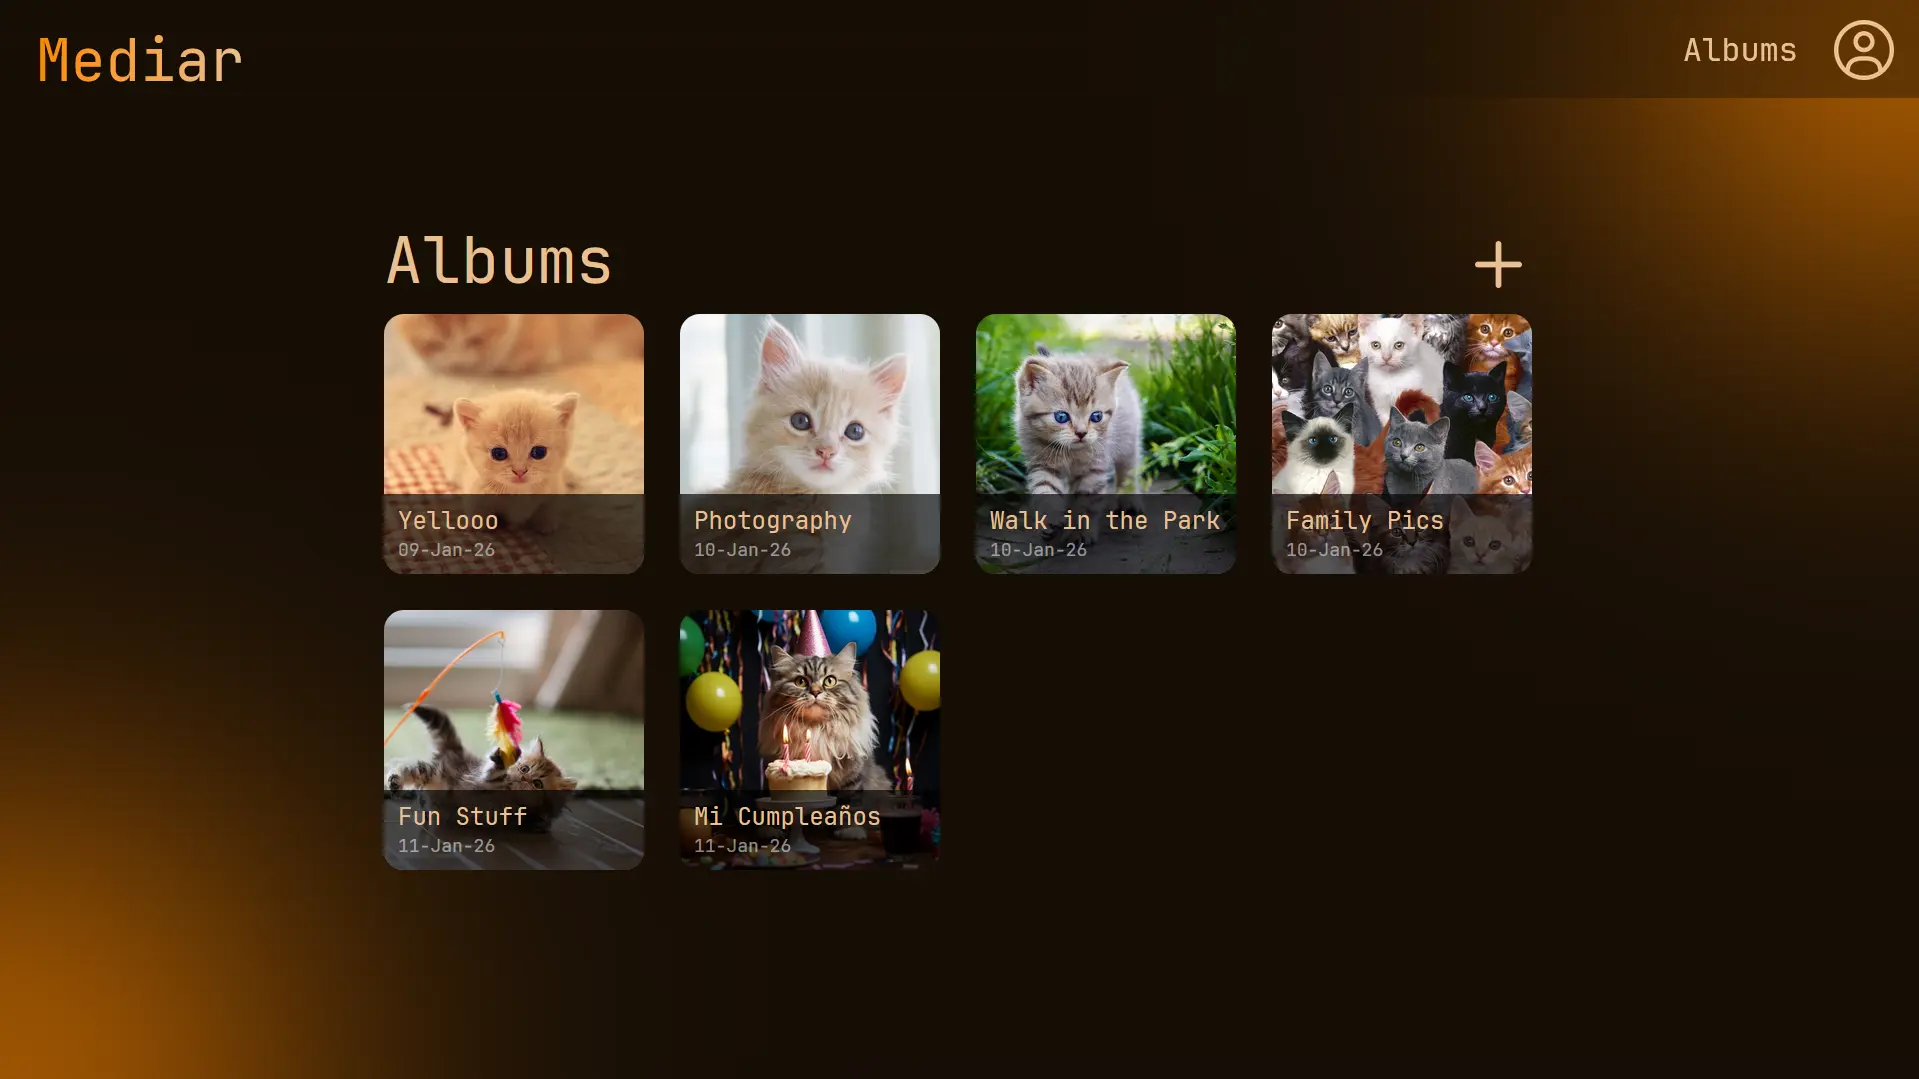 Mediar
Albums
Albums
Yellooo
09-Jan-26
Photography
10-Jan-26
Walk in the Park
10-Jan-26
Family Pics
10-Jan-26
Fun Stuff
11-Jan-26
Mi Cumpleaños
11-Jan-26